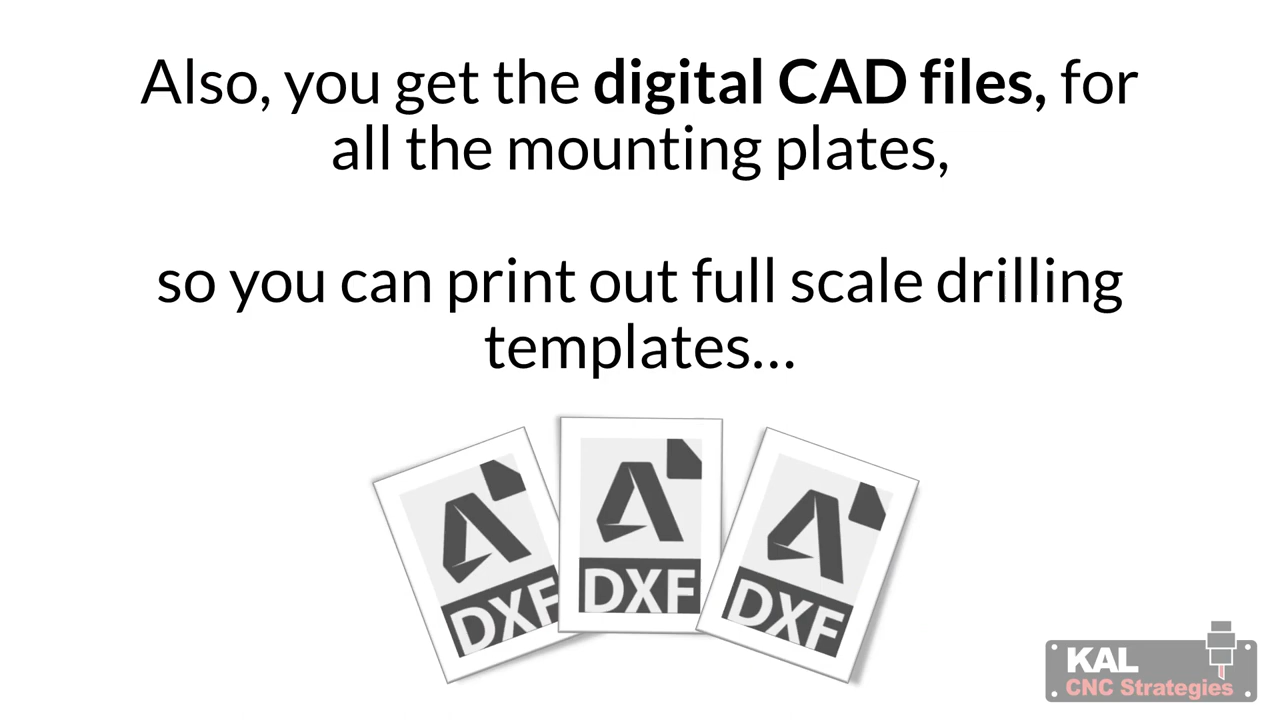 Also, you get the digital CAD files, for
all the mounting plates,
so you can print out full scale drilling
templates...
DXF
DXF
DXF
KAL
CNC Strategies